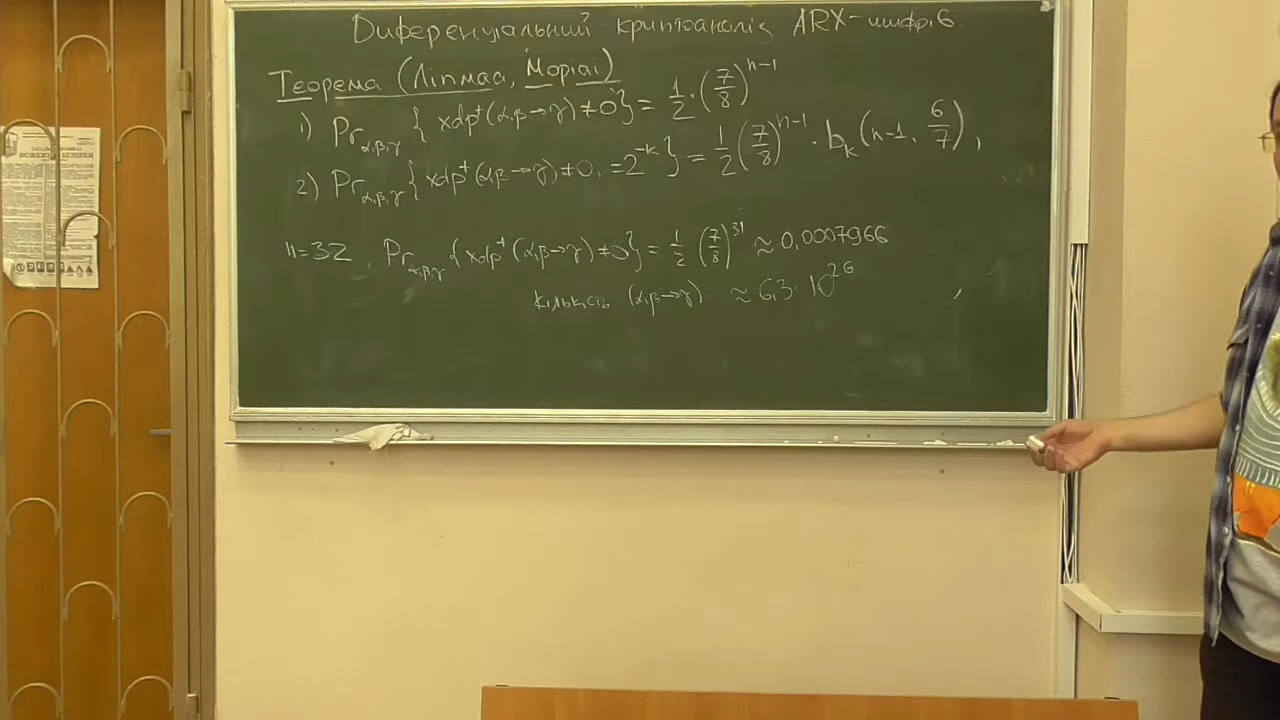 Диференціальний криптоаналіз ARX-шифрів
Теорема (Ліпмаа, Моріаі)
1) Pr_{α,β,γ} { xdp⁺(α,β→γ) ≠ 0 } = 1/2 · (7/8)^{n-1}
2) Pr_{α,β,γ} { xdp⁺(α,β→γ) ≠ 0, = 2^{-k} } = 1/2 (7/8)^{n-1} · b_k(n-1, 6/7),
n=32, Pr_{α,β,γ} { xdp⁺(α,β→γ) ≠ 0 } = 1/2 (7/8)^{31} ≈ 0,0007966
кількість (α,β→γ) ≈ 6,3 · 10^{26}